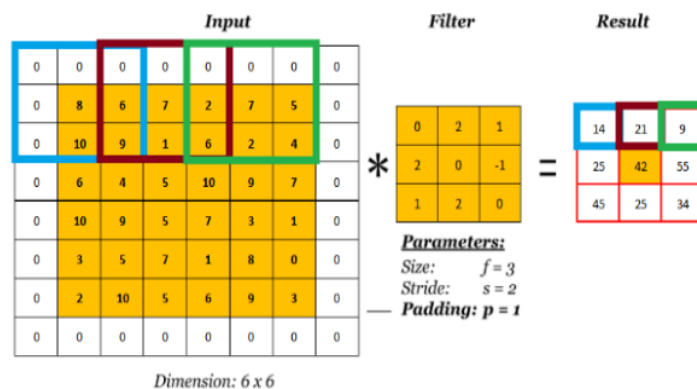 Input Filter Result
0 0 0 0 0 0 0 0
0 8 6 7 2 7 5 0
0 10 9 1 6 2 4 0
0 6 4 5 10 9 7 0
0 10 9 5 7 3 1 0
0 3 5 7 1 8 0 0
0 2 10 5 6 9 3 0
0 0 0 0 0 0 0 0
Dimension: 6 x 6
*
0 2 1
2 0 -1
1 2 0
Parameters:
Size: f = 3
Stride: s = 2
Padding: p = 1
=
14 21 9
25 42 55
45 25 34